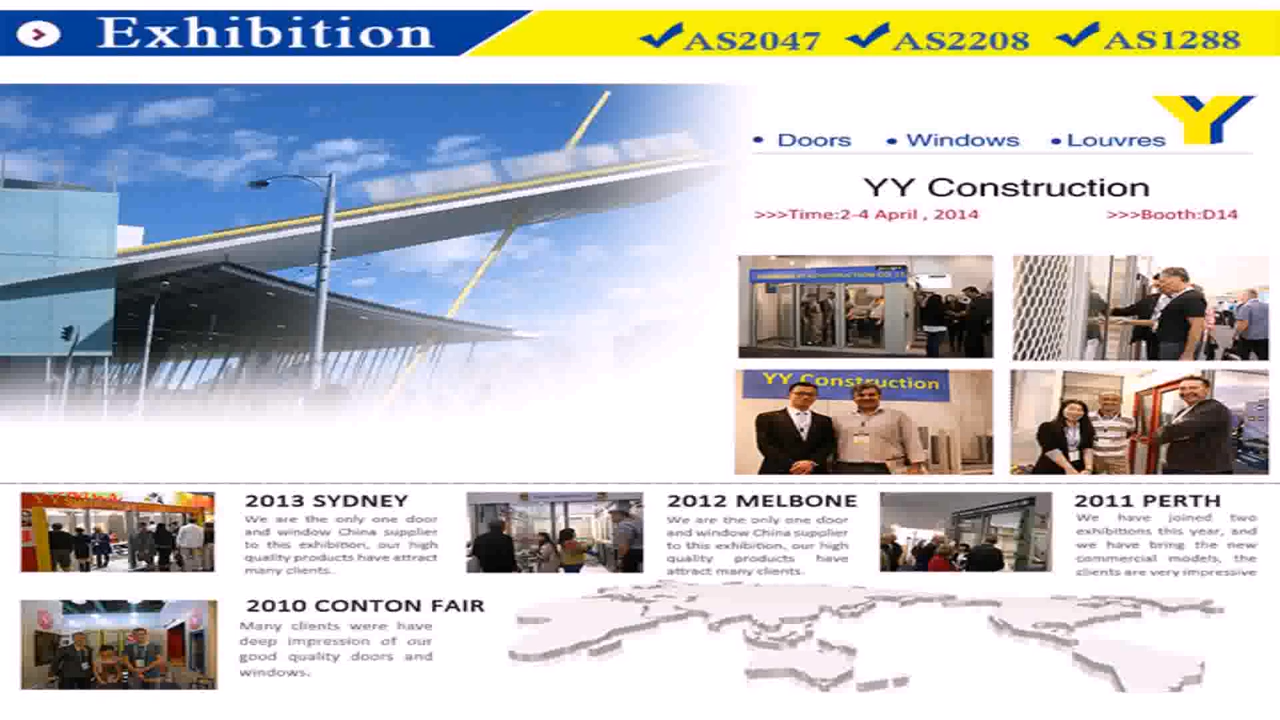 Exhibition
AS2047 AS2208 AS1288
• Doors • Windows • Louvres
YY Construction
>>>Time:2-4 April , 2014 >>>Booth:D14
YY CONSTRUCTION CO.
YY Construction
2013 SYDNEY
We are the only one door
and window China supplier
to this exhibition, our high
quality products have attract
many clients.
2012 MELBONE
We are the only one door
and window China supplier
to this exhibition, our high
quality products have
attract many clients.
2011 PERTH
We have joined two
exhibitions this year, and
we have bring the new
commercial models, the
clients are very impressive
2010 CONTON FAIR
Many clients were have
deep impression of our
good quality doors and
windows.